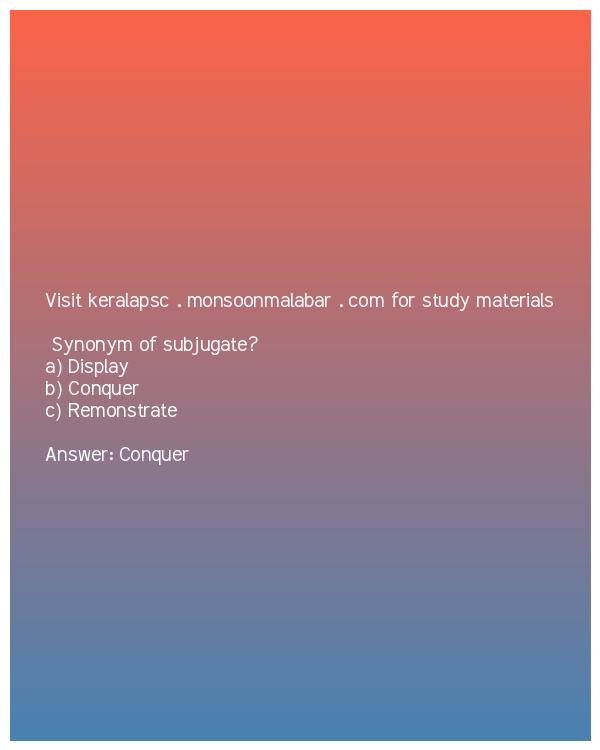 Visit keralapsc . monsoonmalabar . com for study materials
Synonym of subjugate?
a) Display
b) Conquer
c) Remonstrate
Answer: Conquer